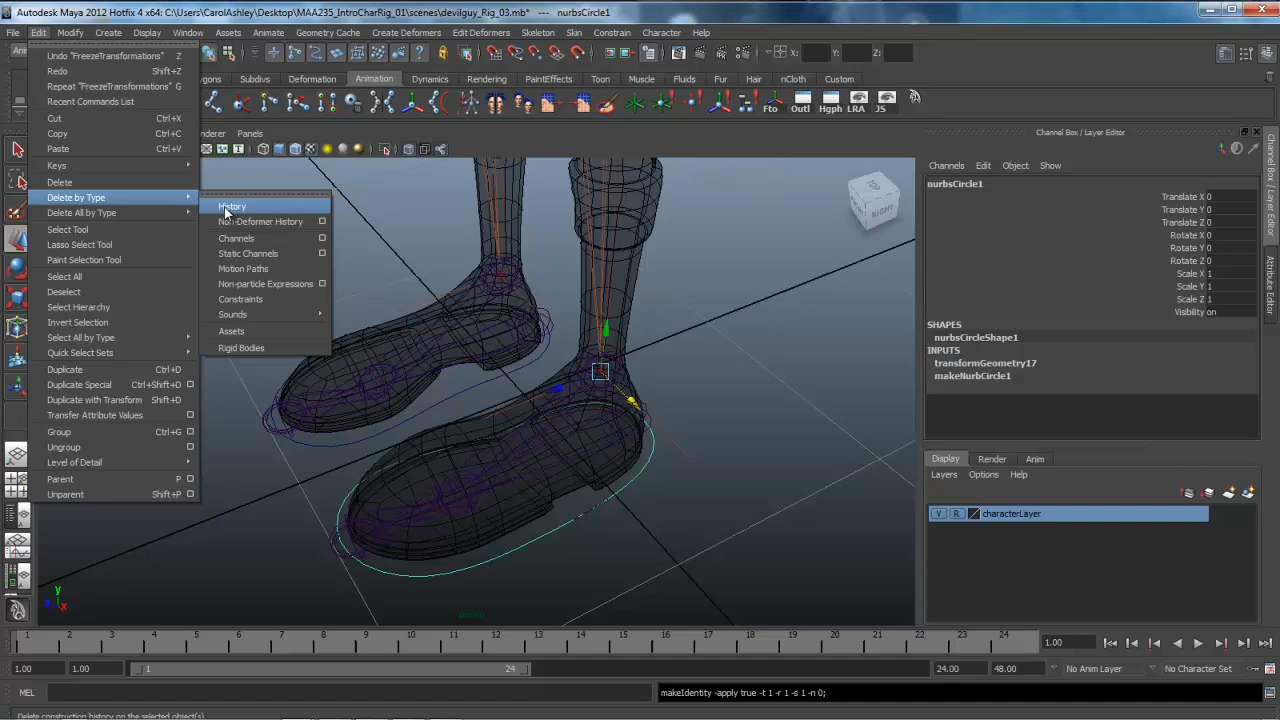 Autodesk Maya 2012 Hotfix 4 x64: C:\Users\CarolAshley\Desktop\MAA235_IntroCharRig_01\scenes\devilguy_Rig_03.mb* --- nurbsCircle1
File Edit Modify Create Display Window Assets Animate Geometry Cache Create Deformers Edit Deformers Skeleton Skin Constrain Character Help
X: Y: Z:
Subdivs Deformation Animation Dynamics Rendering PaintEffects Toon Muscle Fluids Fur Hair nCloth Custom
Fto Outl Hgph LRA JS
Panels
Undo "FreezeTransformations" Z
Redo Shift+Z
Repeat "FreezeTransformations" G
Recent Commands List
Cut Ctrl+X
Copy Ctrl+C
Paste Ctrl+V
Keys
Delete
Delete by Type
Delete All by Type
Select Tool
Lasso Select Tool
Paint Selection Tool
Select All
Deselect
Select Hierarchy
Invert Selection
Select All by Type
Quick Select Sets
Duplicate Ctrl+D
Duplicate Special Ctrl+Shift+D
Duplicate with Transform Shift+D
Transfer Attribute Values
Group Ctrl+G
Ungroup
Level of Detail
Parent P
Unparent Shift+P
History
Non-Deformer History
Channels
Static Channels
Motion Paths
Non-particle Expressions
Constraints
Sounds
Assets
Rigid Bodies
TOP
RIGHT
Channel Box / Layer Editor
Channels Edit Object Show
nurbsCircle1
Translate X 0
Translate Y 0
Translate Z 0
Rotate X 0
Rotate Y 0
Rotate Z 0
Scale X 1
Scale Y 1
Scale Z 1
Visibility on
SHAPES
nurbsCircleShape1
INPUTS
transformGeometry17
makeNurbCircle1
Display Render Anim
Layers Options Help
V R characterLayer
Channel Box / Layer Editor
Attribute Editor
y
z x
persp
1 2 3 4 5 6 7 8 9 10 11 12 13 14 15 16 17 18 19 20 21 22 23 24
1.00
1.00 1.00 1 24 24.00 48.00 No Anim Layer No Character Set
MEL makeIdentity -apply true -t 1 -r 1 -s 1 -n 0;
Delete construction history on the selected object(s)